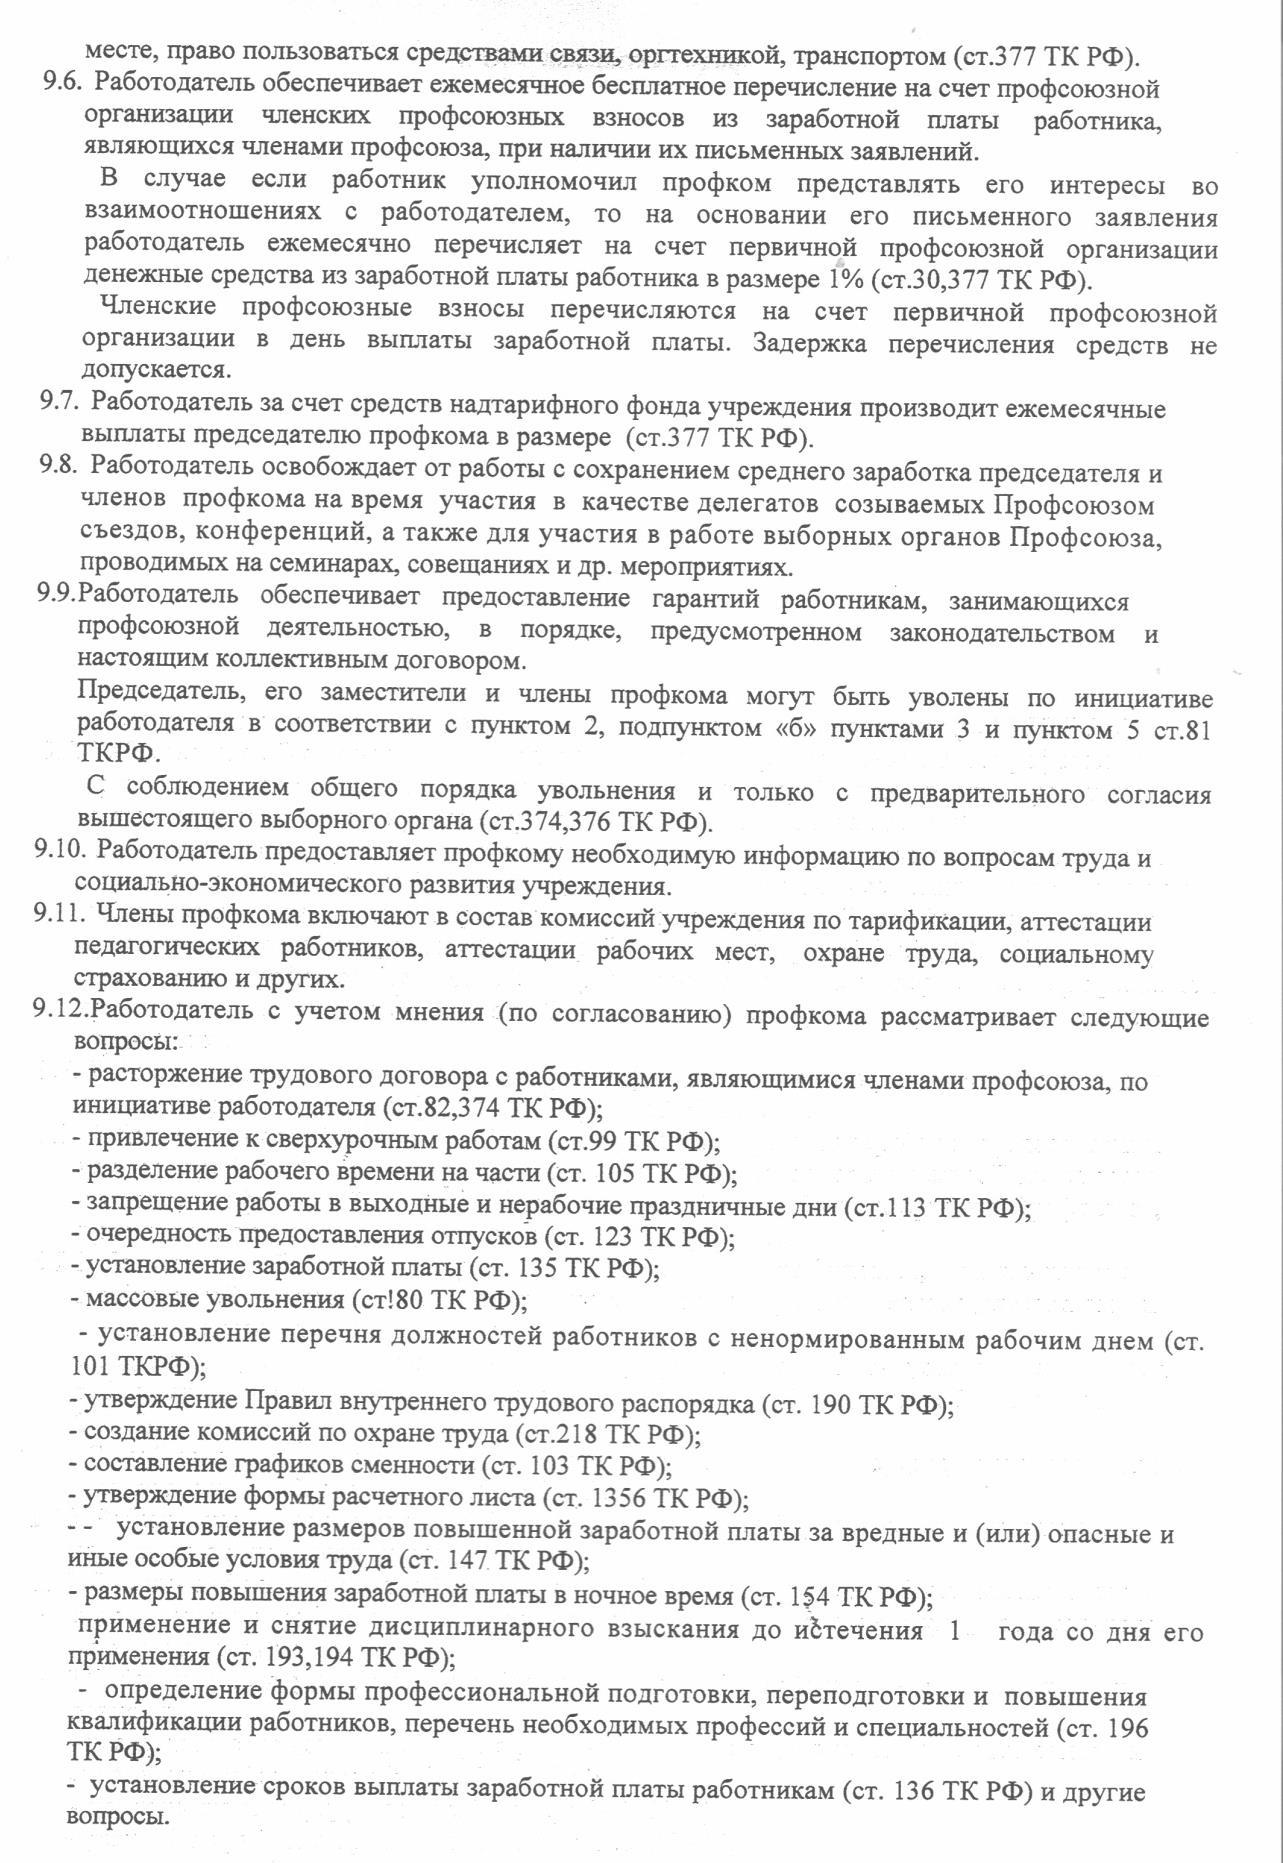 месте, право пользоваться средствами связи, оргтехникой, транспортом (ст.377 ТК РФ).
9.6. Работодатель обеспечивает ежемесячное бесплатное перечисление на счет профсоюзной
организации членских профсоюзных взносов из заработной платы работника,
являющихся членами профсоюза, при наличии их письменных заявлений.
В случае если работник уполномочил профком представлять его интересы во
взаимоотношениях с работодателем, то на основании его письменного заявления
работодатель ежемесячно перечисляет на счет первичной профсоюзной организации
денежные средства из заработной платы работника в размере 1% (ст.30,377 ТК РФ).
Членские профсоюзные взносы перечисляются на счет первичной профсоюзной
организации в день выплаты заработной платы. Задержка перечисления средств не
допускается.
9.7. Работодатель за счет средств надтарифного фонда учреждения производит ежемесячные
выплаты председателю профкома в размере (ст.377 ТК РФ).
9.8. Работодатель освобождает от работы с сохранением среднего заработка председателя и
членов профкома на время участия в качестве делегатов созываемых Профсоюзом
съездов, конференций, а также для участия в работе выборных органов Профсоюза,
проводимых на семинарах, совещаниях и др. мероприятиях.
9.9.Работодатель обеспечивает предоставление гарантий работникам, занимающихся
профсоюзной деятельностью, в порядке, предусмотренном законодательством и
настоящим коллективным договором.
Председатель, его заместители и члены профкома могут быть уволены по инициативе
работодателя в соответствии с пунктом 2, подпунктом «б» пунктами 3 и пунктом 5 ст.81
ТКРФ.
С соблюдением общего порядка увольнения и только с предварительного согласия
вышестоящего выборного органа (ст.374,376 ТК РФ).
9.10. Работодатель предоставляет профкому необходимую информацию по вопросам труда и
социально-экономического развития учреждения.
9.11. Члены профкома включают в состав комиссий учреждения по тарификации, аттестации
педагогических работников, аттестации рабочих мест, охране труда, социальному
страхованию и других.
9.12.Работодатель с учетом мнения (по согласованию) профкома рассматривает следующие
вопросы:
- расторжение трудового договора с работниками, являющимися членами профсоюза, по
инициативе работодателя (ст.82,374 ТК РФ);
- привлечение к сверхурочным работам (ст.99 ТК РФ);
- разделение рабочего времени на части (ст. 105 ТК РФ);
- запрещение работы в выходные и нерабочие праздничные дни (ст.113 ТК РФ);
- очередность предоставления отпусков (ст. 123 ТК РФ);
- установление заработной платы (ст. 135 ТК РФ);
- массовые увольнения (ст!80 ТК РФ);
- установление перечня должностей работников с ненормированным рабочим днем (ст.
101 ТКРФ);
- утверждение Правил внутреннего трудового распорядка (ст. 190 ТК РФ);
- создание комиссий по охране труда (ст.218 ТК РФ);
- составление графиков сменности (ст. 103 ТК РФ);
- утверждение формы расчетного листа (ст. 1356 ТК РФ);
- - установление размеров повышенной заработной платы за вредные и (или) опасные и
иные особые условия труда (ст. 147 ТК РФ);
- размеры повышения заработной платы в ночное время (ст. 154 ТК РФ);
применение и снятие дисциплинарного взыскания до истечения 1 года со дня его
применения (ст. 193,194 ТК РФ);
- определение формы профессиональной подготовки, переподготовки и повышения
квалификации работников, перечень необходимых профессий и специальностей (ст. 196
ТК РФ);
- установление сроков выплаты заработной платы работникам (ст. 136 ТК РФ) и другие
вопросы.